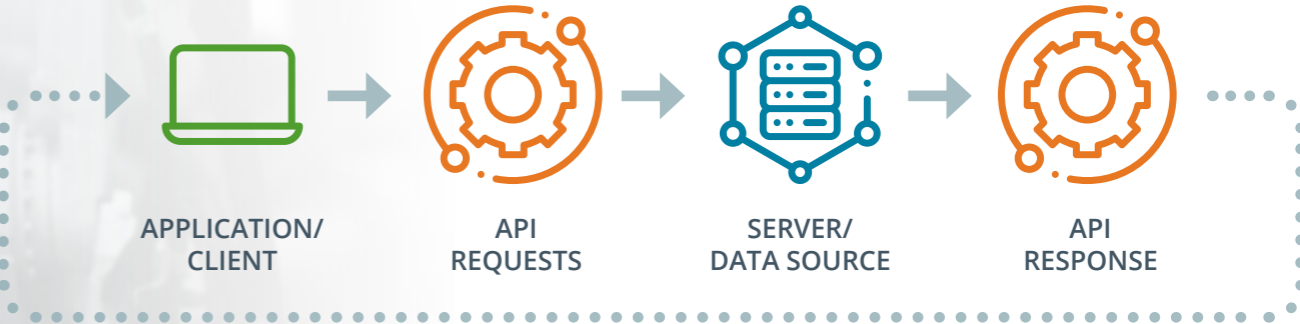 APPLICATION/
CLIENT
API
REQUESTS
SERVER/
DATA SOURCE
API
RESPONSE